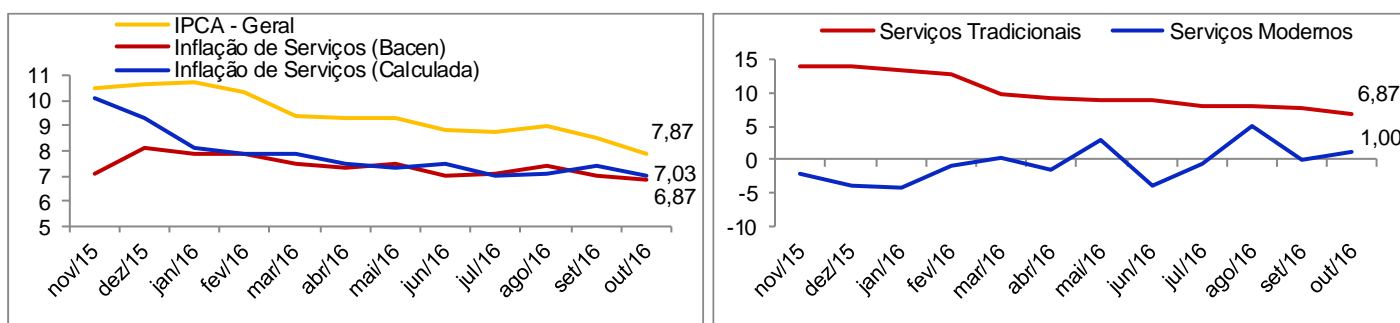 IPCA - Geral
Inflação de Serviços (Bacen)
Inflação de Serviços (Calculada)
11
10
9
8
7
6
5
7,87
7,03
6,87
nov/15
dez/15
jan/16
fev/16
mar/16
abr/16
mai/16
jun/16
jul/16
ago/16
set/16
out/16
Serviços Tradicionais Serviços Modernos
15
10
5
0
-5
-10
6,87
1,00
nov/15
dez/15
jan/16
fev/16
mar/16
abr/16
mai/16
jun/16
jul/16
ago/16
set/16
out/16